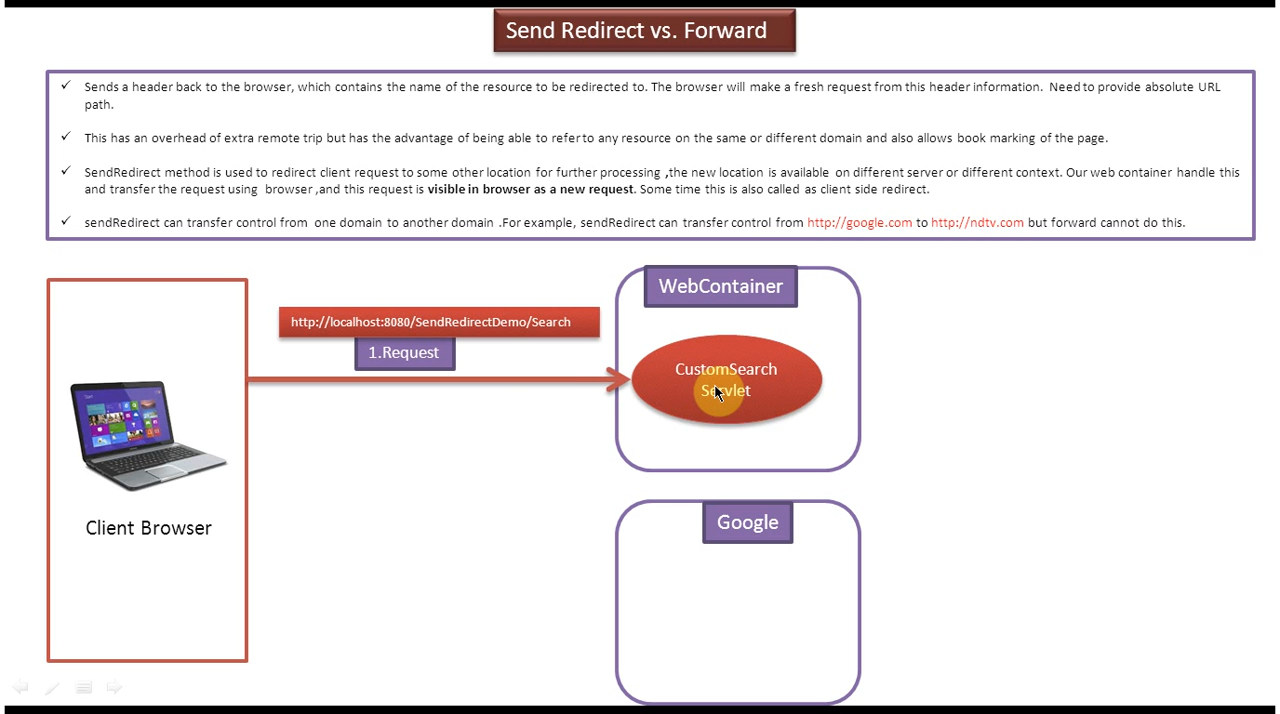 Send Redirect vs. Forward
✓ Sends a header back to the browser, which contains the name of the resource to be redirected to. The browser will make a fresh request from this header information. Need to provide absolute URL
path.
✓ This has an overhead of extra remote trip but has the advantage of being able to refer to any resource on the same or different domain and also allows book marking of the page.
✓ SendRedirect method is used to redirect client request to some other location for further processing ,the new location is available on different server or different context. Our web container handle this
and transfer the request using browser ,and this request is visible in browser as a new request. Some time this is also called as client side redirect.
✓ sendRedirect can transfer control from one domain to another domain .For example, sendRedirect can transfer control from http://google.com to http://ndtv.com but forward cannot do this.
WebContainer
http://localhost:8080/SendRedirectDemo/Search
1.Request
CustomSearch
Servlet
Client Browser
Google